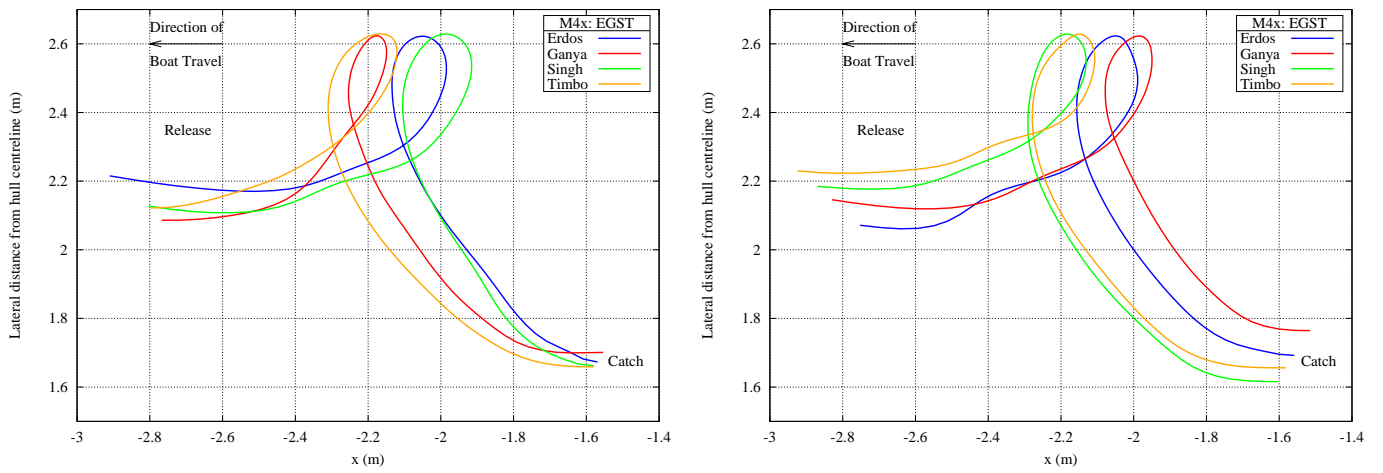 M4x: EGST
Erdos
Ganya
Singh
Timbo
Direction of
Boat Travel
Release
Catch
Lateral distance from hull centreline (m)
2.6
2.4
2.2
2
1.8
1.6
-3 -2.8 -2.6 -2.4 -2.2 -2 -1.8 -1.6 -1.4
x (m)
M4x: EGST
Erdos
Ganya
Singh
Timbo
Direction of
Boat Travel
Release
Catch
Lateral distance from hull centreline (m)
2.6
2.4
2.2
2
1.8
1.6
-3 -2.8 -2.6 -2.4 -2.2 -2 -1.8 -1.6 -1.4
x (m)